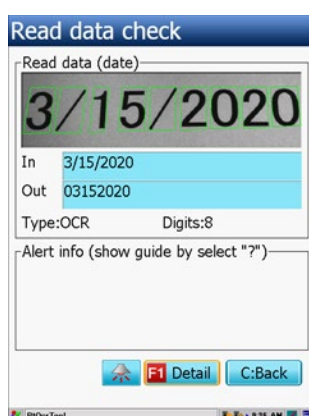 Read data check
Read data (date)
3/15/2020
In 3/15/2020
Out 03152020
Type:OCR Digits:8
Alert info (show guide by select "?")
F1 Detail C:Back